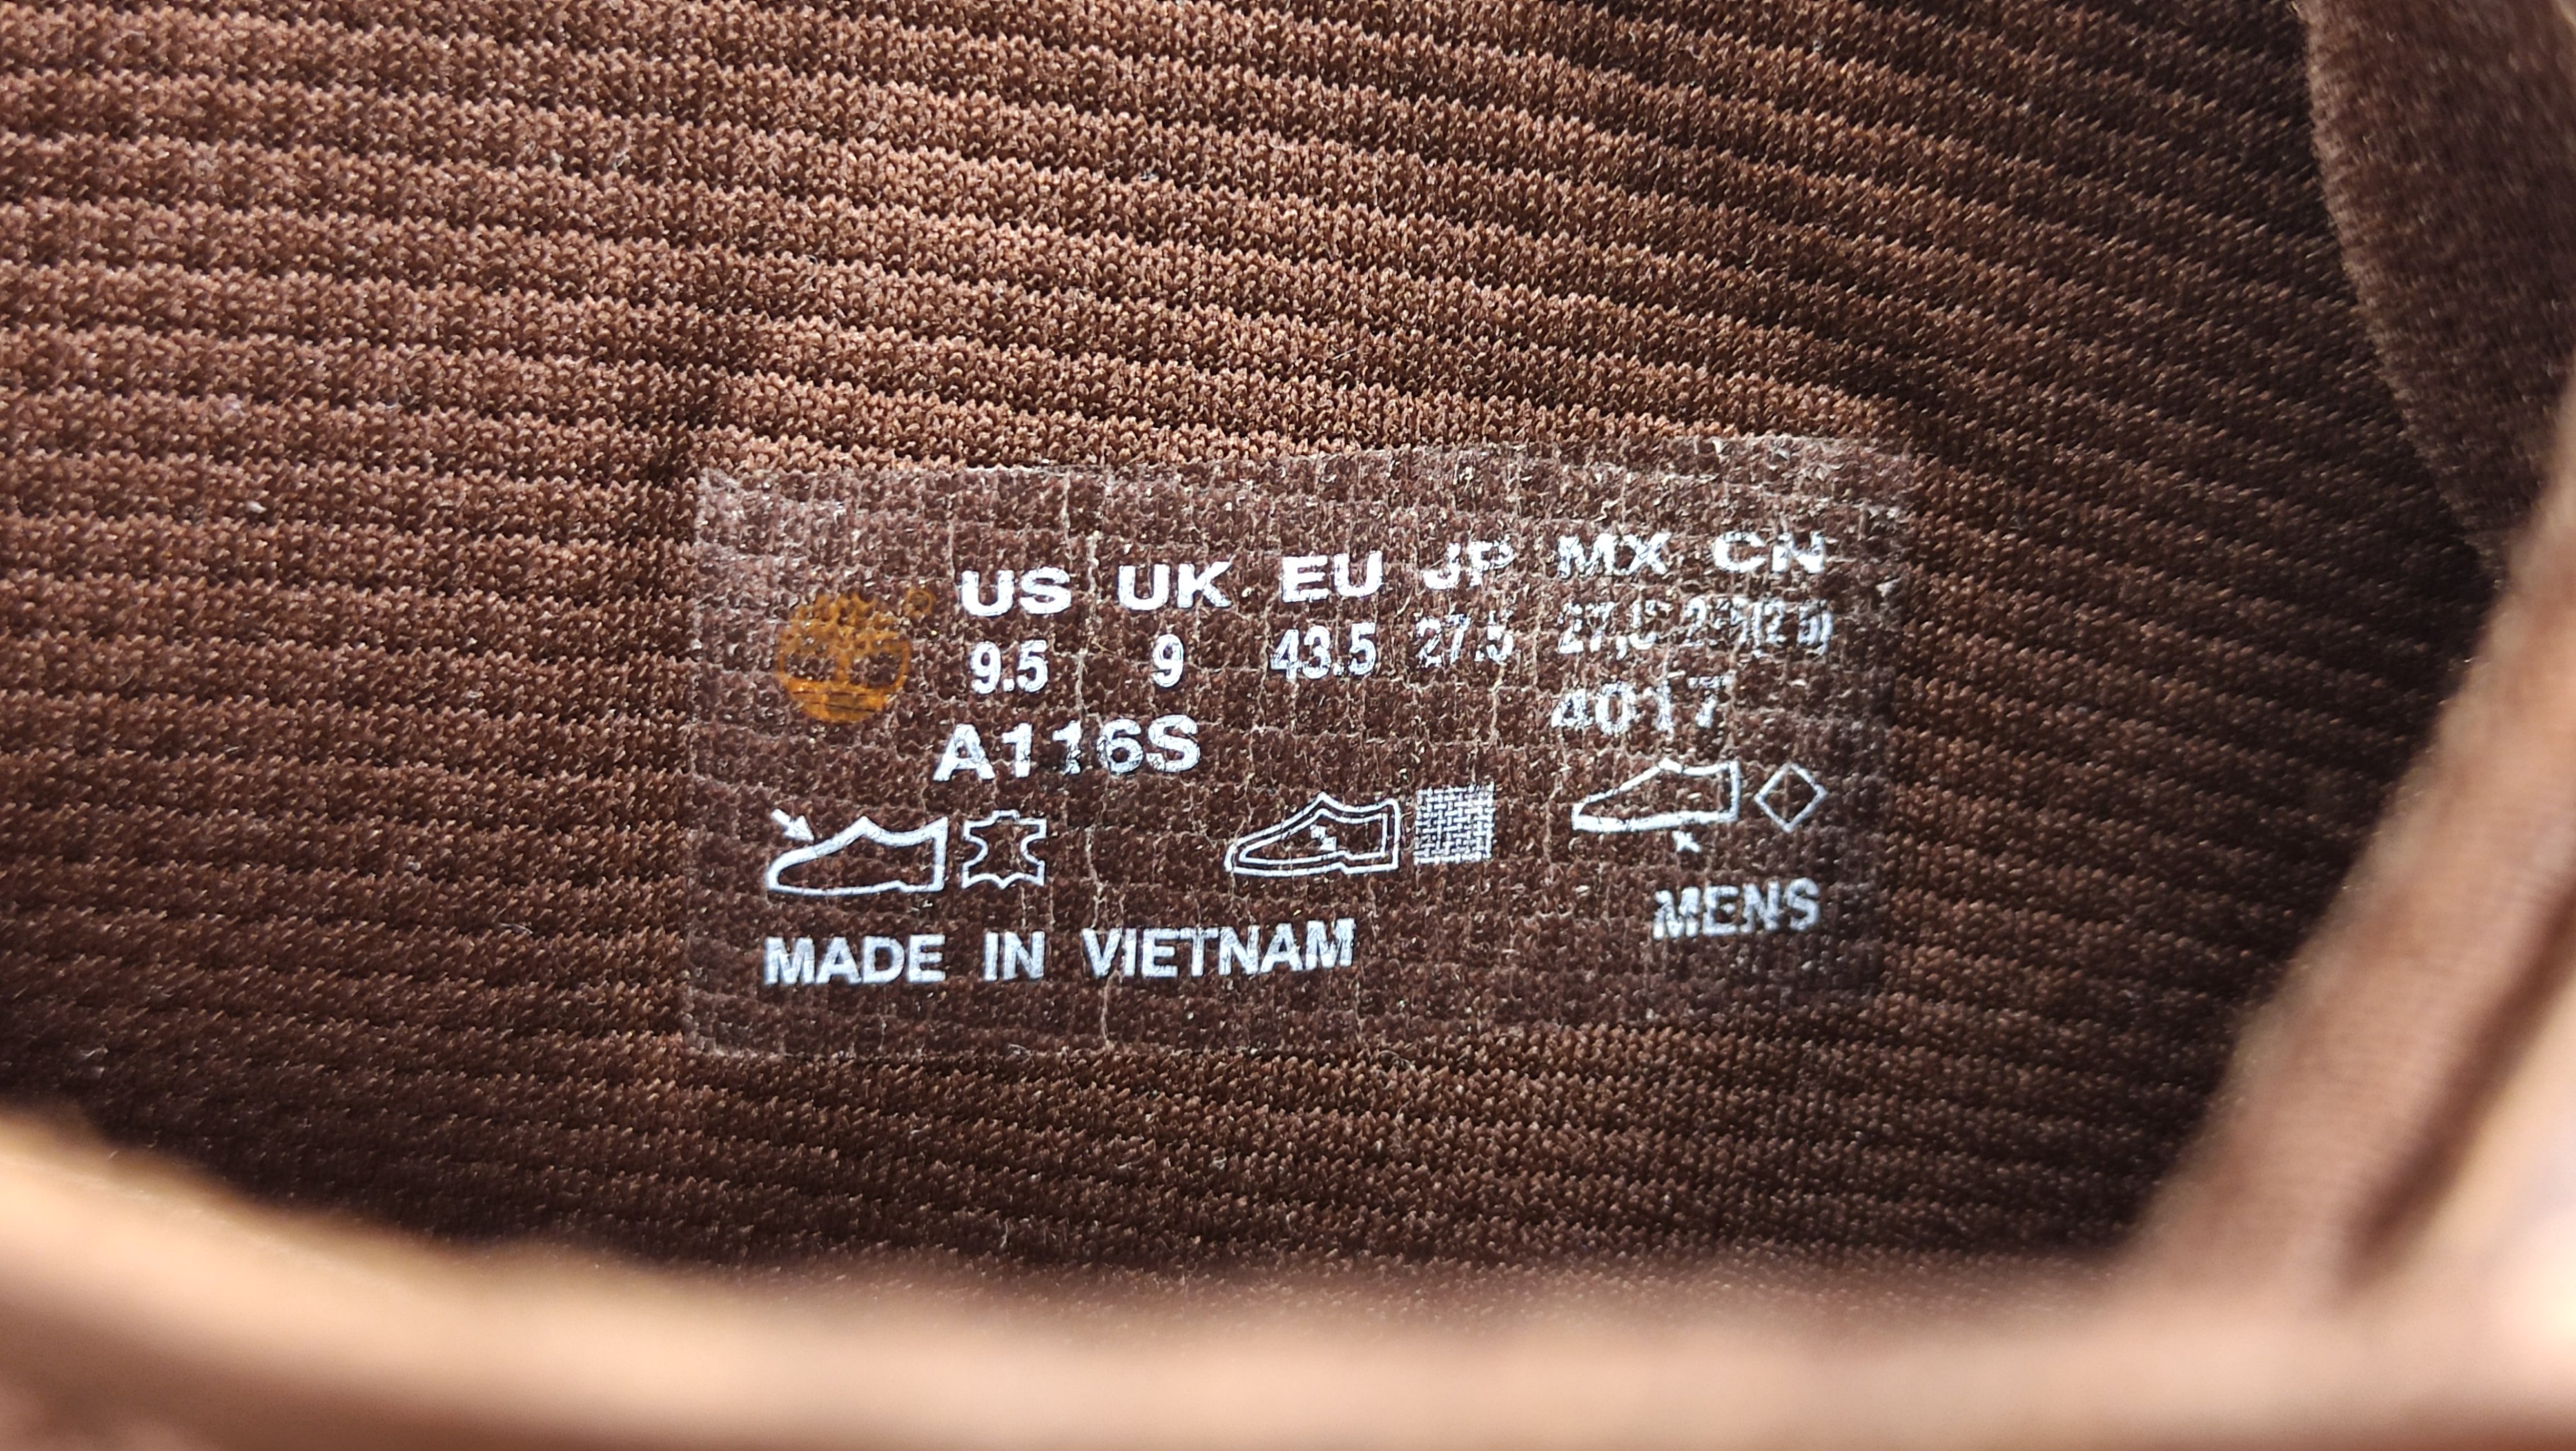 US UK EU JP MX CN
9.5 9 43.5 27.5
A116S 4017
MENS
MADE IN VIETNAM